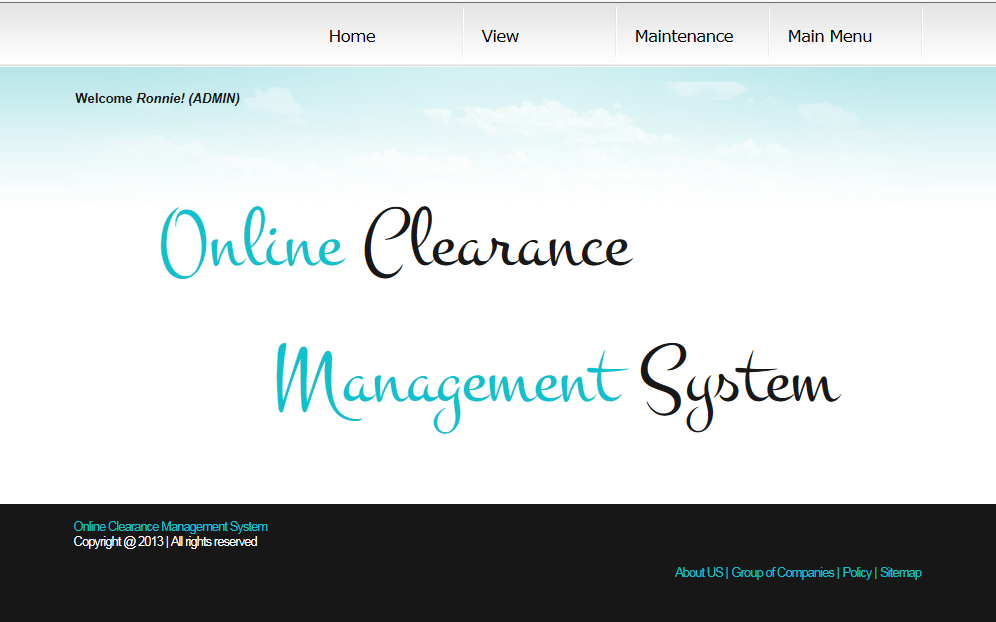 Home View Maintenance Main Menu
Welcome Ronnie! (ADMIN)
Online Clearance
Management System
Online Clearance Management System
Copyright @ 2013 | All rights reserved
About US | Group of Companies | Policy | Sitemap